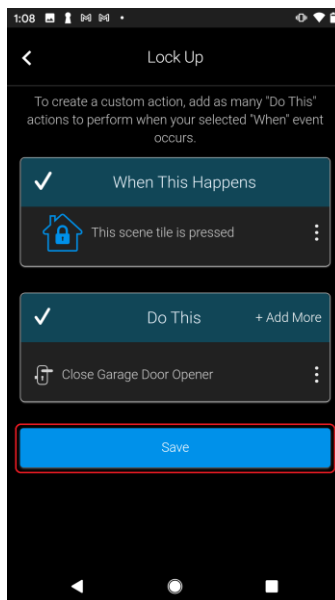 1:08
Lock Up
To create a custom action, add as many "Do This"
actions to perform when your selected "When" event
occurs.
When This Happens
This scene tile is pressed
Do This + Add More
Close Garage Door Opener
Save